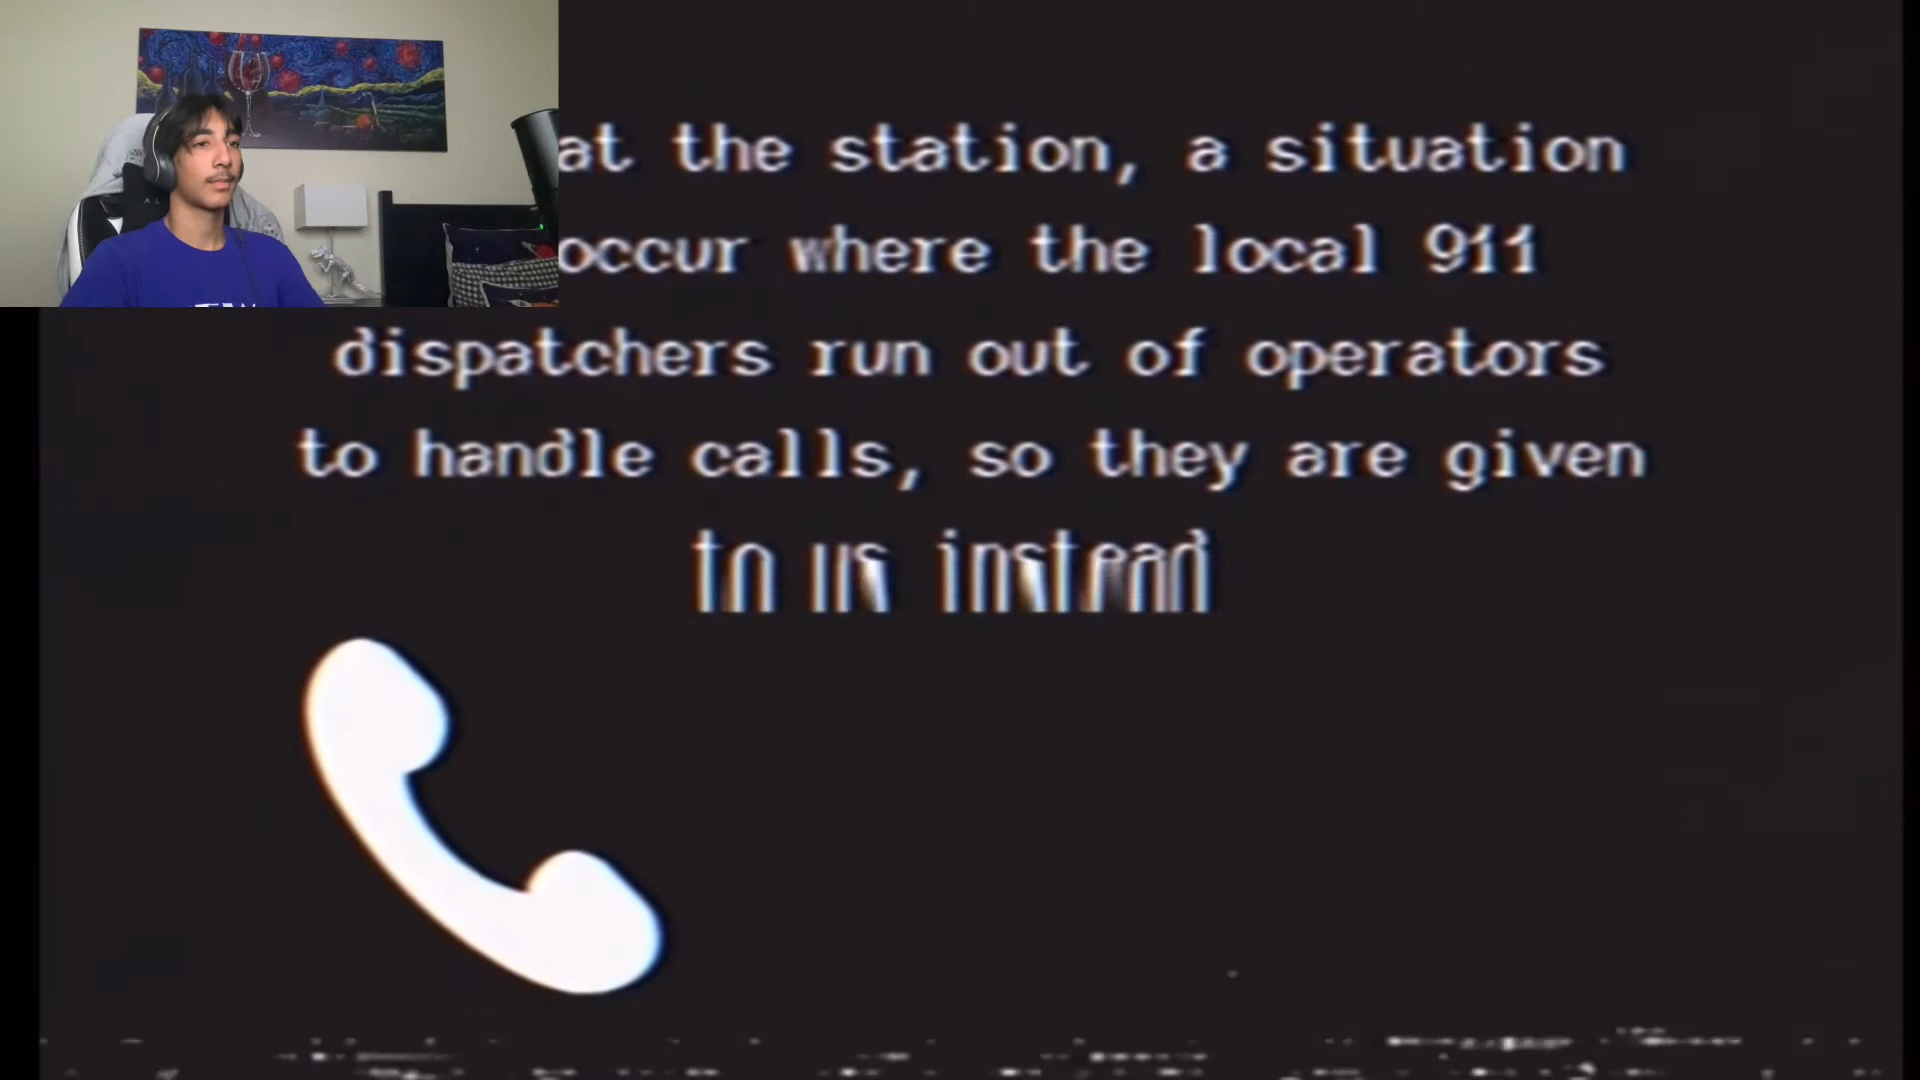 at the station, a situation
occur where the local 911
dispatchers run out of operators
to handle calls, so they are given
to us instead